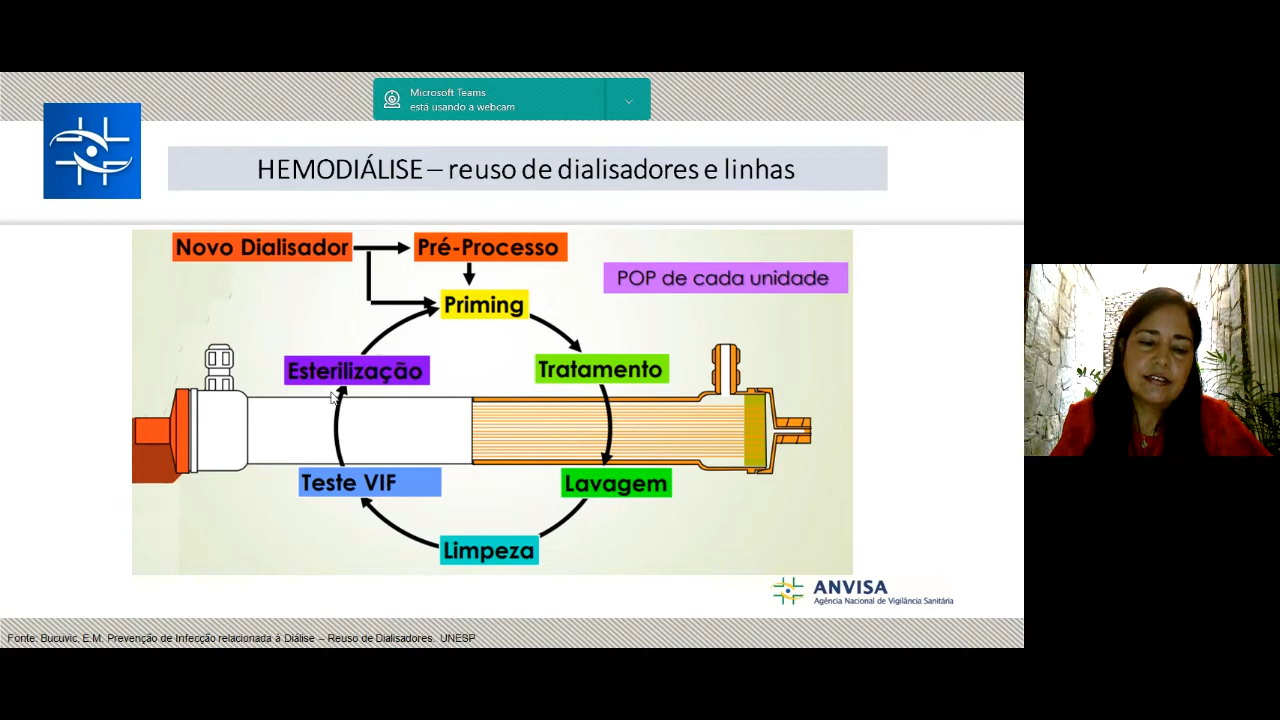 Microsoft Teams
está usando a webcam
HEMODIÁLISE – reuso de dialisadores e linhas
Novo Dialisador
Pré-Processo
POP de cada unidade
Priming
Esterilização
Tratamento
Teste VIF
Lavagem
Limpeza
ANVISA
Agência Nacional de Vigilância Sanitária
Fonte: Bucuvic, E.M. Prevenção de Infecção relacionada à Diálise – Reuso de Dialisadores. UNESP